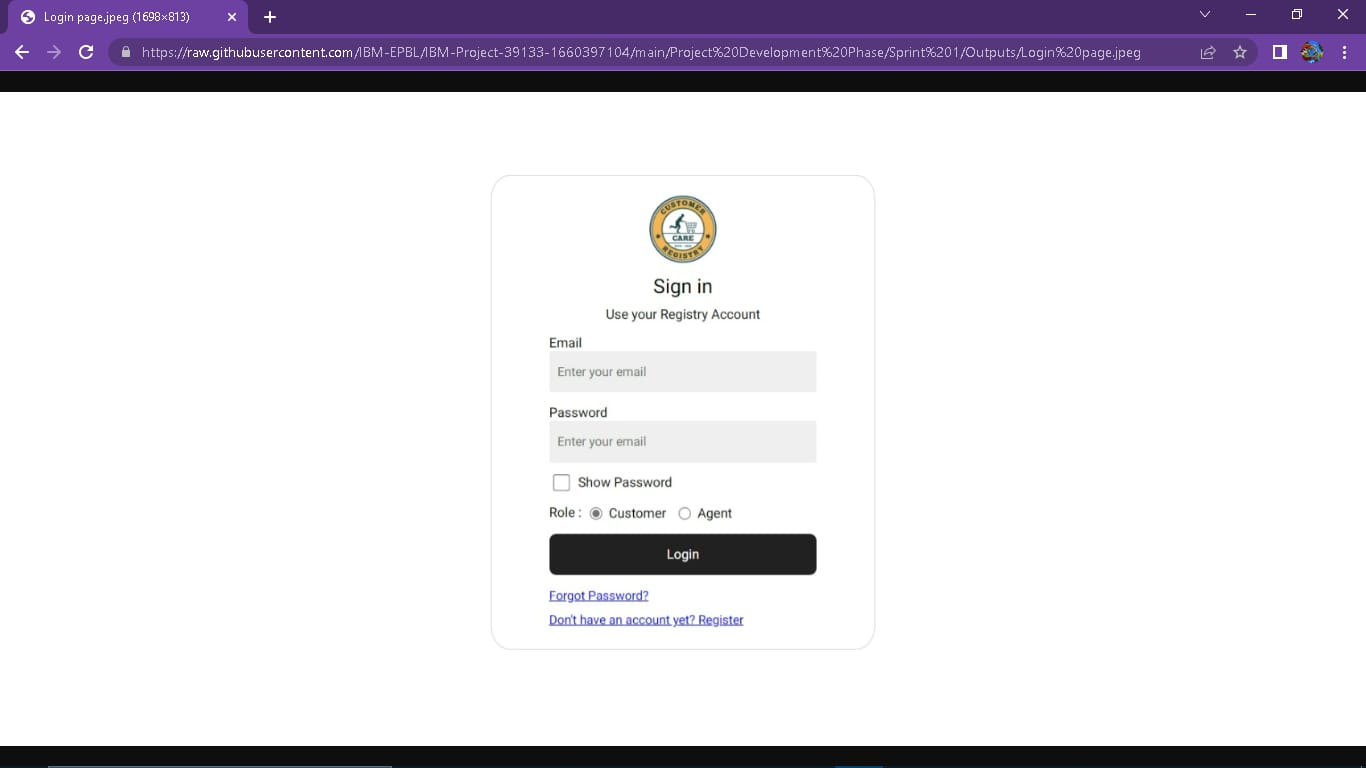 Login page.jpeg (1698×813)
https://raw.githubusercontent.com/IBM-EPBL/IBM-Project-39133-1660397104/main/Project%20Development%20Phase/Sprint%201/Outputs/Login%20page.jpeg
CUSTOMER
CARE
REGISTRY
Sign in
Use your Registry Account
Email
Enter your email
Password
Enter your email
Show Password
Role : Customer Agent
Login
Forgot Password?
Don't have an account yet? Register